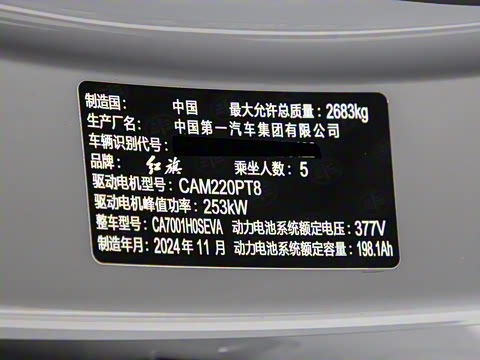 制造国： 中国 最大允许总质量：2683kg
生产厂名： 中国第一汽车集团有限公司
车辆识别代号：
品牌： 红旗 乘坐人数：5
驱动电机型号：CAM220PT8
驱动电机峰值功率：253kW
整车型号：CA7001H0SEVA 动力电池系统额定电压：377V
制造年月：2024年11月 动力电池系统额定容量：198.1Ah